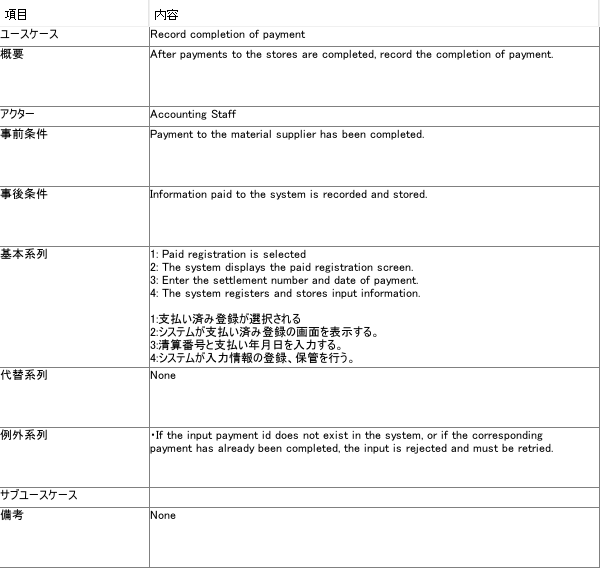 項目 内容
ユースケース Record completion of payment
概要 After payments to the stores are completed, record the completion of payment.
アクター Accounting Staff
事前条件 Payment to the material supplier has been completed.
事後条件 Information paid to the system is recorded and stored.
基本系列 1: Paid registration is selected
2: The system displays the paid registration screen.
3: Enter the settlement number and date of payment.
4: The system registers and stores input information.
1:支払い済み登録が選択される
2:システムが支払い済み登録の画面を表示する。
3:清算番号と支払い年月日を入力する。
4:システムが入力情報の登録、保管を行う。
代替系列 None
例外系列 ・If the input payment id does not exist in the system, or if the corresponding
payment has already been completed, the input is rejected and must be retried.
サブユースケース
備考 None